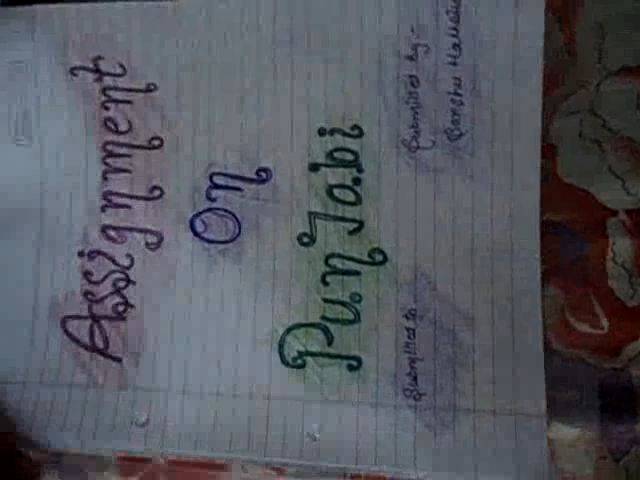 Assignment
On
Punjabi
Submitted to
Submitted by:-